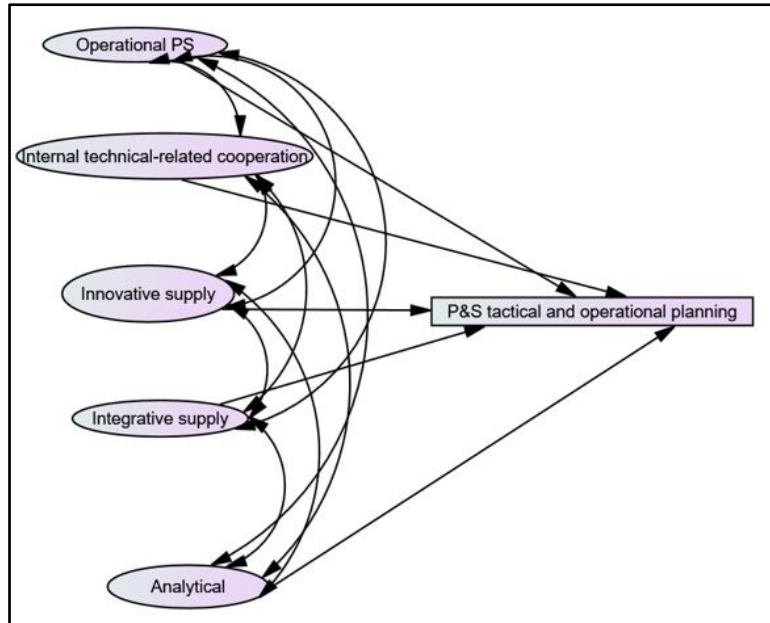 Operational PS
Internal technical-related cooperation
Innovative supply
P&S tactical and operational planning
Integrative supply
Analytical